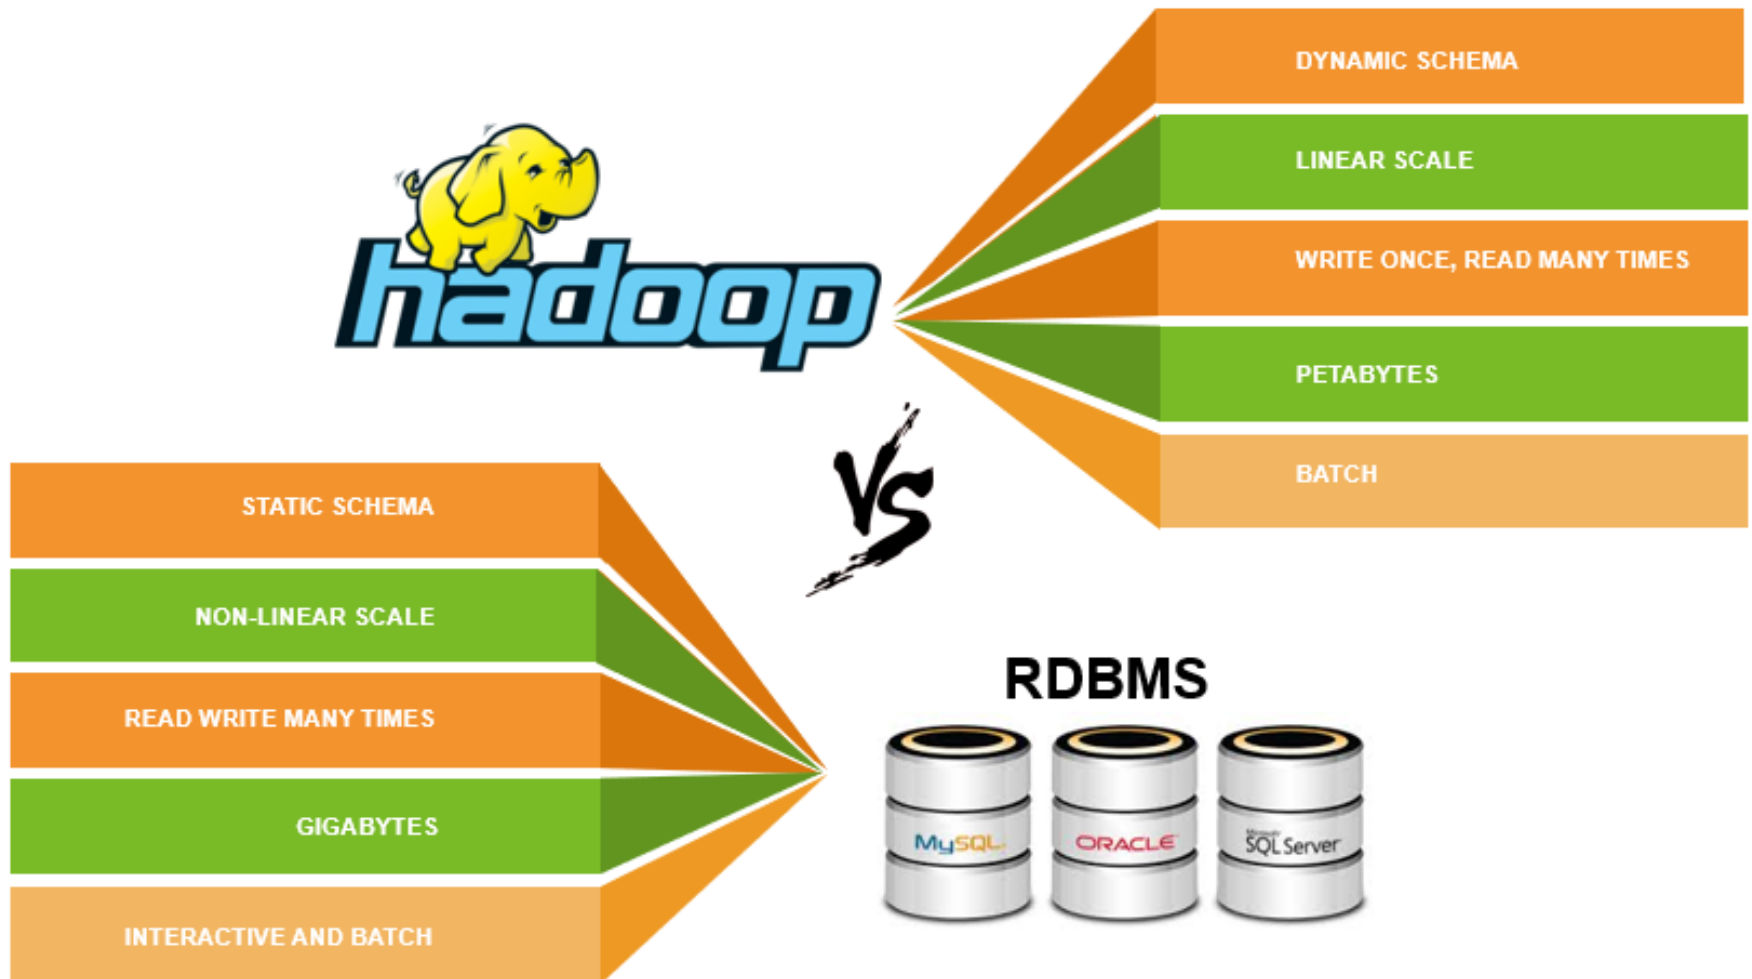 DYNAMIC SCHEMA
LINEAR SCALE
WRITE ONCE, READ MANY TIMES
PETABYTES
BATCH
hadoop
VS
STATIC SCHEMA
NON-LINEAR SCALE
READ WRITE MANY TIMES
GIGABYTES
INTERACTIVE AND BATCH
RDBMS
MySQL
ORACLE
Microsoft
SQL Server